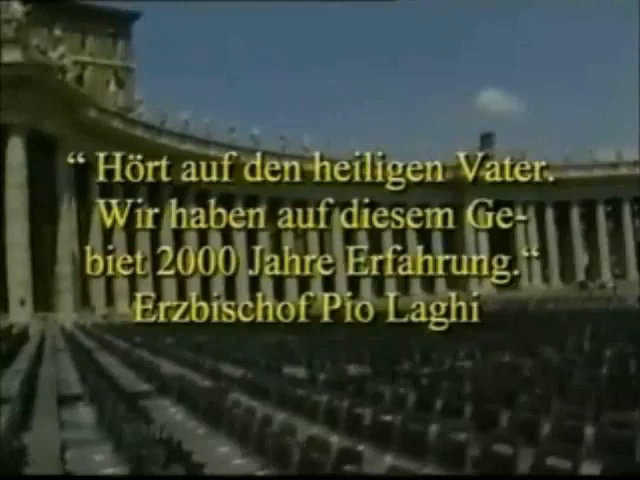 “ Hört auf den heiligen Vater.
Wir haben auf diesem Ge-
biet 2000 Jahre Erfahrung.“
Erzbischof Pio Laghi